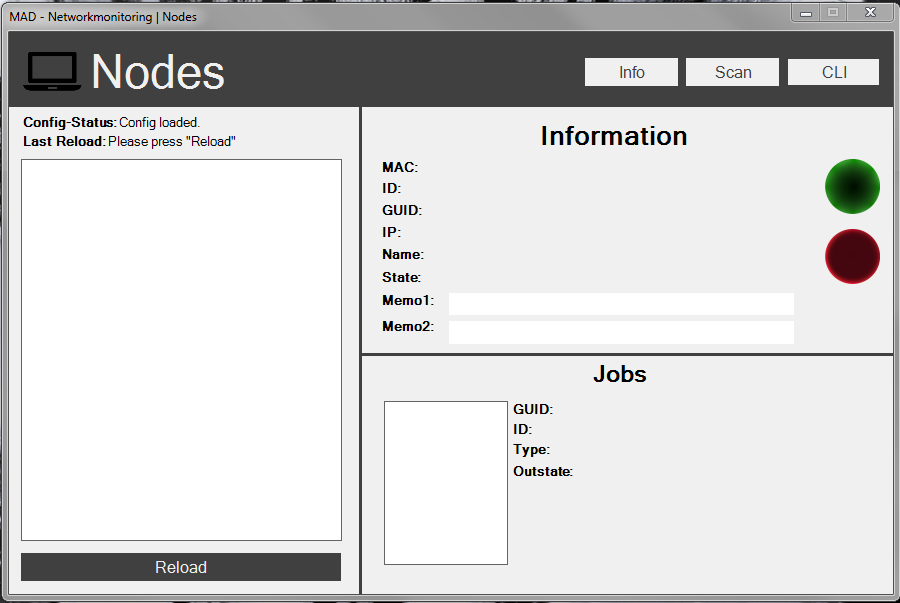 MAD - Networkmonitoring | Nodes
Nodes
Info
Scan
CLI
Config-Status: Config loaded.
Last Reload: Please press "Reload"
Reload
Information
MAC:
ID:
GUID:
IP:
Name:
State:
Memo1:
Memo2:
Jobs
GUID:
ID:
Type:
Outstate: